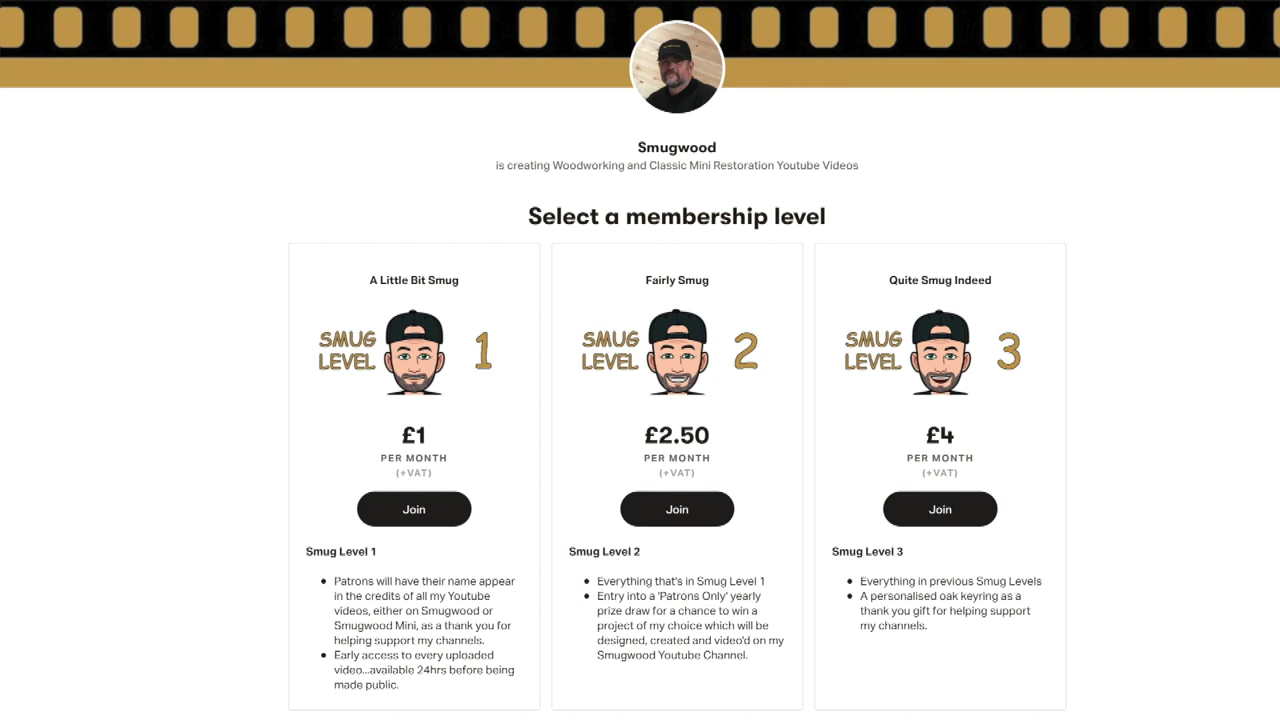 Smugwood
is creating Woodworking and Classic Mini Restoration Youtube Videos
Select a membership level
A Little Bit Smug
SMUG
LEVEL
1
£1
PER MONTH
(+VAT)
Join
Smug Level 1
Patrons will have their name appear
in the credits of all my Youtube
videos, either on Smugwood or
Smugwood Mini, as a thank you for
helping support my channels.
Early access to every uploaded
video...available 24hrs before being
made public.
Fairly Smug
SMUG
LEVEL
2
£2.50
PER MONTH
(+VAT)
Join
Smug Level 2
Everything that's in Smug Level 1
Entry into a 'Patrons Only' yearly
prize draw for a chance to win a
project of my choice which will be
designed, created and video'd on my
Smugwood Youtube Channel.
Quite Smug Indeed
SMUG
LEVEL
3
£4
PER MONTH
(+VAT)
Join
Smug Level 3
Everything in previous Smug Levels
A personalised oak keyring as a
thank you gift for helping support
my channels.